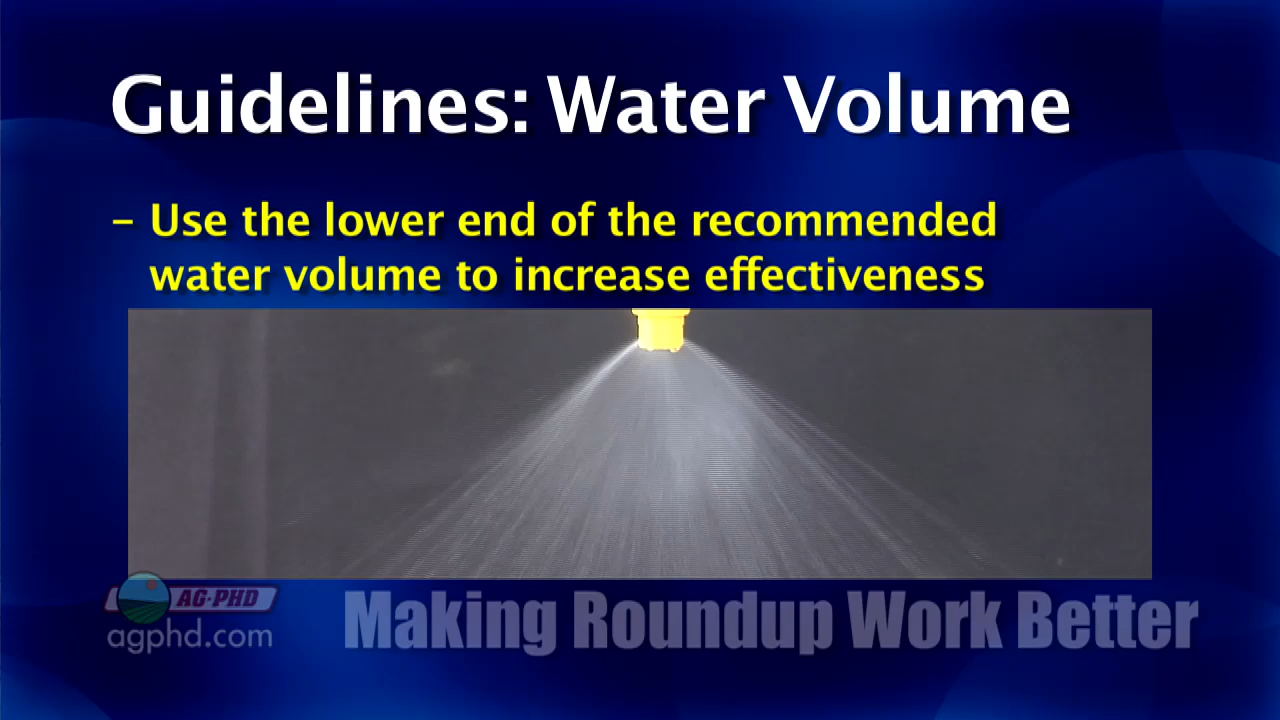 Guidelines: Water Volume
– Use the lower end of the recommended
water volume to increase effectiveness
AG·PHD
agphd.com
Making Roundup Work Better